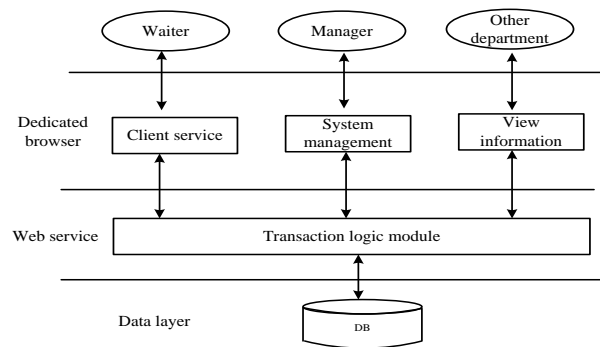 Waiter
Manager
Other
department
Dedicated
browser
Client service
System
management
View
information
Web service
Transaction logic module
Data layer
DB